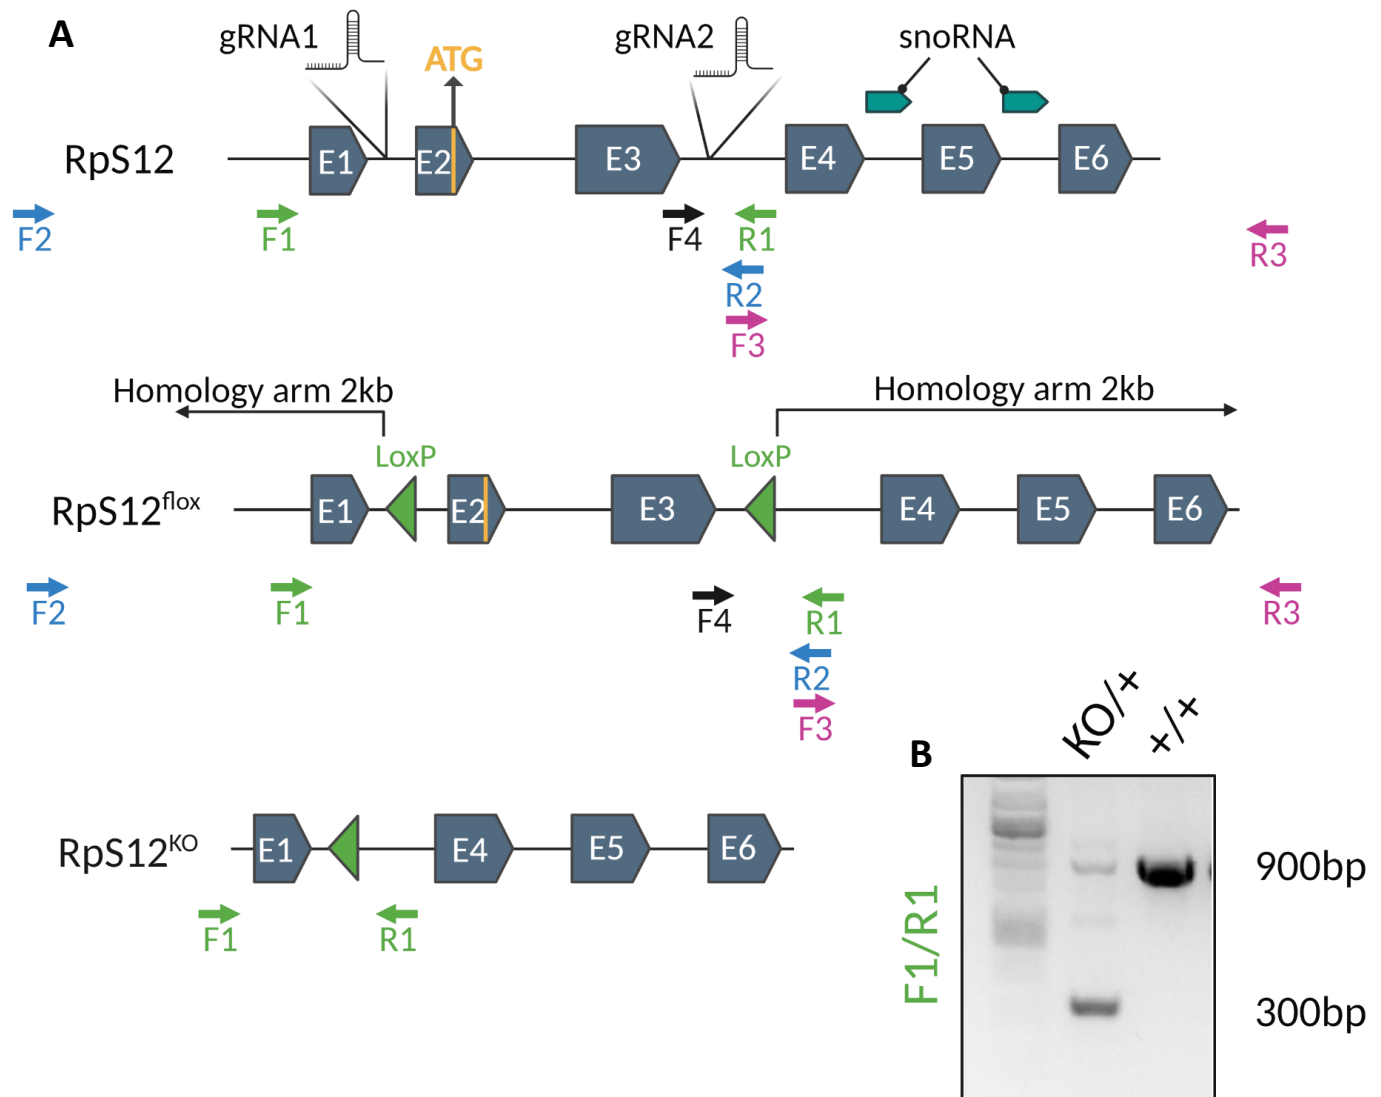 A
gRNA1
ATG
gRNA2
snoRNA
RpS12
E1
E2
E3
E4
E5
E6
F2
F1
F4
R1
R3
R2
F3
Homology arm 2kb
Homology arm 2kb
LoxP
LoxP
RpS12flox
E1
E2
E3
E4
E5
E6
F2
F1
F4
R1
R3
R2
F3
RpS12KO
E1
E4
E5
E6
F1
R1
B
KO/+
+/+
F1/R1
900bp
300bp